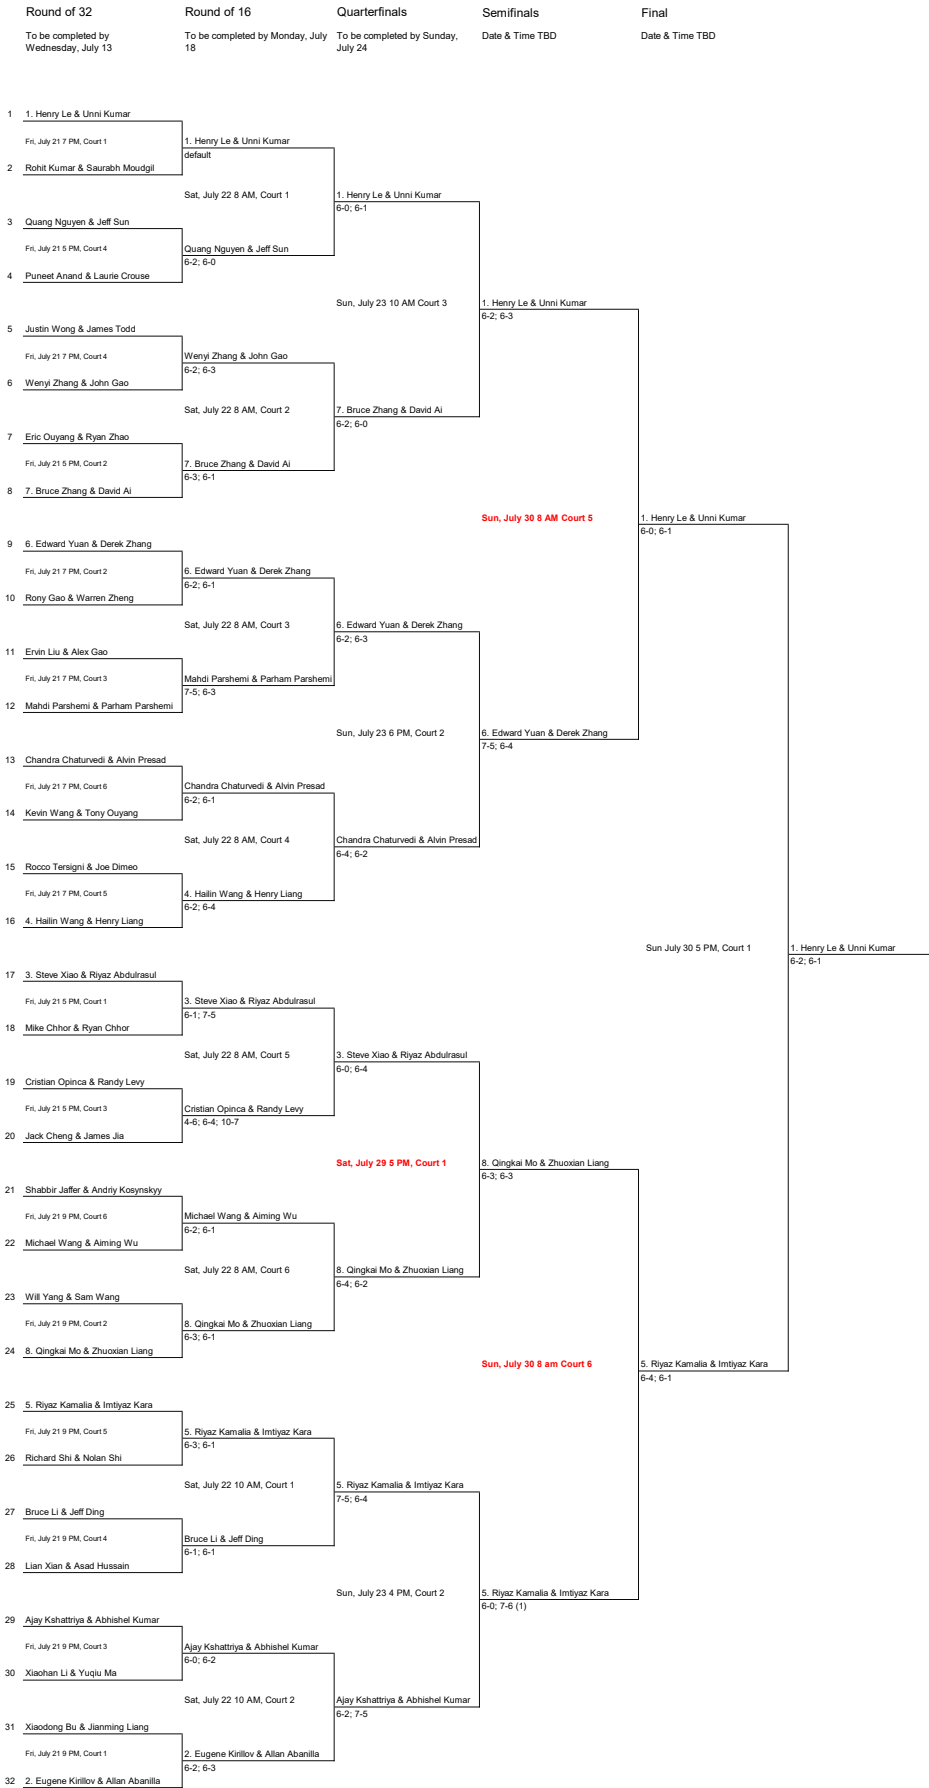 Round of 32 Round of 16 Quarterfinals Semifinals Final
To be completed by Wednesday, July 13 To be completed by Monday, July 18 To be completed by Sunday, July 24 Date & Time TBD Date & Time TBD
1 1. Henry Le & Unni Kumar
Fri, July 21 7 PM, Court 1 1. Henry Le & Unni Kumar
default
2 Rohit Kumar & Saurabh Moudgil
Sat, July 22 8 AM, Court 1 1. Henry Le & Unni Kumar
6-0; 6-1
3 Quang Nguyen & Jeff Sun
Fri, July 21 5 PM, Court 4 Quang Nguyen & Jeff Sun
6-2; 6-0
4 Puneet Anand & Laurie Crouse
Sun, July 23 10 AM Court 3 1. Henry Le & Unni Kumar
6-2; 6-3
5 Justin Wong & James Todd
Fri, July 21 7 PM, Court 4 Wenyi Zhang & John Gao
6-2; 6-3
6 Wenyi Zhang & John Gao
Sat, July 22 8 AM, Court 2 7. Bruce Zhang & David Ai
6-2; 6-0
7 Eric Ouyang & Ryan Zhao
Fri, July 21 5 PM, Court 2 7. Bruce Zhang & David Ai
6-3; 6-1
8 7. Bruce Zhang & David Ai
Sun, July 30 8 AM Court 5 1. Henry Le & Unni Kumar
6-0; 6-1
9 6. Edward Yuan & Derek Zhang
Fri, July 21 7 PM, Court 2 6. Edward Yuan & Derek Zhang
6-2; 6-1
10 Rony Gao & Warren Zheng
Sat, July 22 8 AM, Court 3 6. Edward Yuan & Derek Zhang
6-2; 6-3
11 Ervin Liu & Alex Gao
Fri, July 21 7 PM, Court 3 Mahdi Parshemi & Parham Parshemi
7-5; 6-3
12 Mahdi Parshemi & Parham Parshemi
Sun, July 23 6 PM, Court 2 6. Edward Yuan & Derek Zhang
7-5; 6-4
13 Chandra Chaturvedi & Alvin Presad
Fri, July 21 7 PM, Court 6 Chandra Chaturvedi & Alvin Presad
6-2; 6-1
14 Kevin Wang & Tony Ouyang
Sat, July 22 8 AM, Court 4 Chandra Chaturvedi & Alvin Presad
6-4; 6-2
15 Rocco Tersigni & Joe Dimeo
Fri, July 21 7 PM, Court 5 4. Hailin Wang & Henry Liang
6-2; 6-4
16 4. Hailin Wang & Henry Liang
Sun July 30 5 PM, Court 1 1. Henry Le & Unni Kumar
6-2; 6-1
17 3. Steve Xiao & Riyaz Abdulrasul
Fri, July 21 5 PM, Court 1 3. Steve Xiao & Riyaz Abdulrasul
6-1; 7-5
18 Mike Chhor & Ryan Chhor
Sat, July 22 8 AM, Court 5 3. Steve Xiao & Riyaz Abdulrasul
6-0; 6-4
19 Cristian Opinca & Randy Levy
Fri, July 21 5 PM, Court 3 Cristian Opinca & Randy Levy
4-6; 6-4; 10-7
20 Jack Cheng & James Jia
Sat, July 29 5 PM, Court 1 8. Qingkai Mo & Zhuoxian Liang
6-3; 6-3
21 Shabbir Jaffer & Andriy Kosynskyy
Fri, July 21 9 PM, Court 6 Michael Wang & Aiming Wu
6-2; 6-1
22 Michael Wang & Aiming Wu
Sat, July 22 8 AM, Court 6 8. Qingkai Mo & Zhuoxian Liang
6-4; 6-2
23 Will Yang & Sam Wang
Fri, July 21 9 PM, Court 2 8. Qingkai Mo & Zhuoxian Liang
6-3; 6-1
24 8. Qingkai Mo & Zhuoxian Liang
Sun, July 30 8 am Court 6 5. Riyaz Kamalia & Imtiyaz Kara
6-4; 6-1
25 5. Riyaz Kamalia & Imtiyaz Kara
Fri, July 21 9 PM, Court 5 5. Riyaz Kamalia & Imtiyaz Kara
6-3; 6-1
26 Richard Shi & Nolan Shi
Sat, July 22 10 AM, Court 1 5. Riyaz Kamalia & Imtiyaz Kara
7-5; 6-4
27 Bruce Li & Jeff Ding
Fri, July 21 9 PM, Court 4 Bruce Li & Jeff Ding
6-1; 6-1
28 Lian Xian & Asad Hussain
Sun, July 23 4 PM, Court 2 5. Riyaz Kamalia & Imtiyaz Kara
6-0; 7-6 (1)
29 Ajay Kshattriya & Abhishel Kumar
Fri, July 21 9 PM, Court 3 Ajay Kshattriya & Abhishel Kumar
6-0; 6-2
30 Xiaohan Li & Yuqiu Ma
Sat, July 22 10 AM, Court 2 Ajay Kshattriya & Abhishel Kumar
6-2; 7-5
31 Xiaodong Bu & Jianming Liang
Fri, July 21 9 PM, Court 1 2. Eugene Kirillov & Allan Abanilla
6-2; 6-3
32 2. Eugene Kirillov & Allan Abanilla